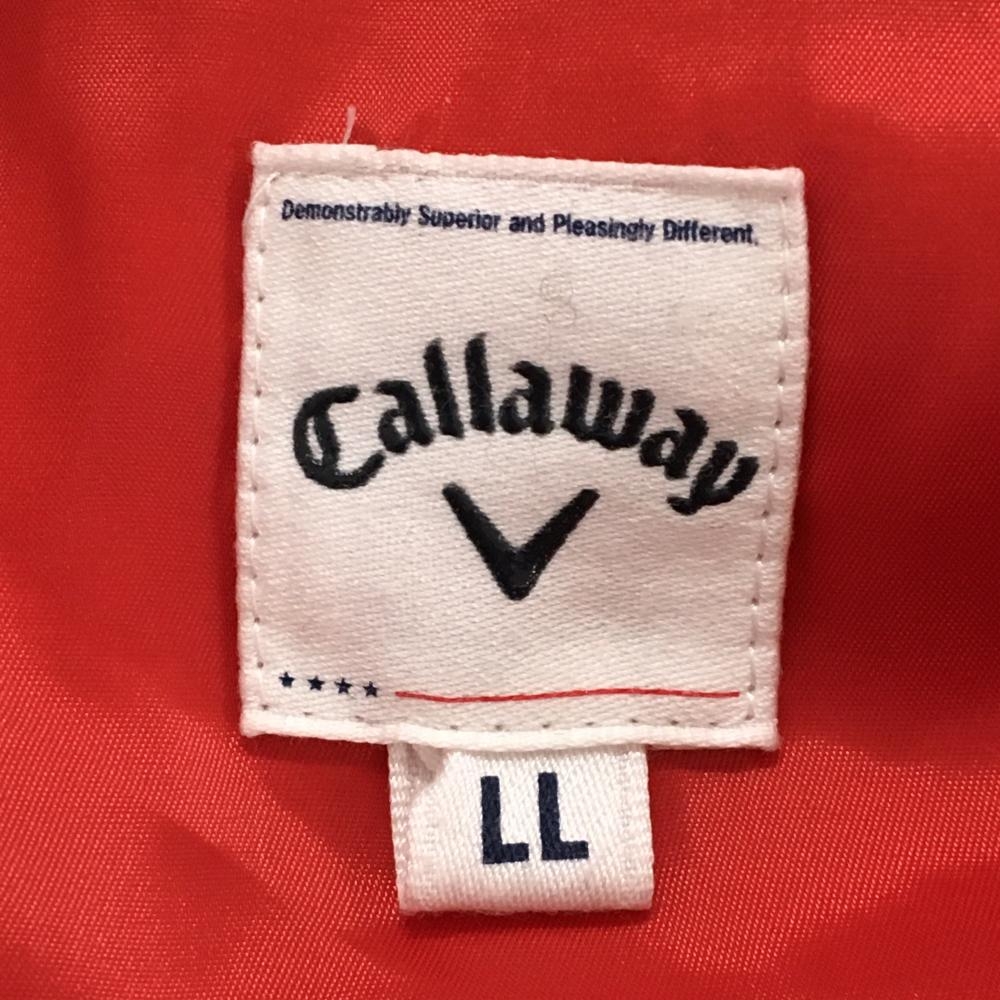 Demonstrably Superior and Pleasingly Different.
Callaway
LL